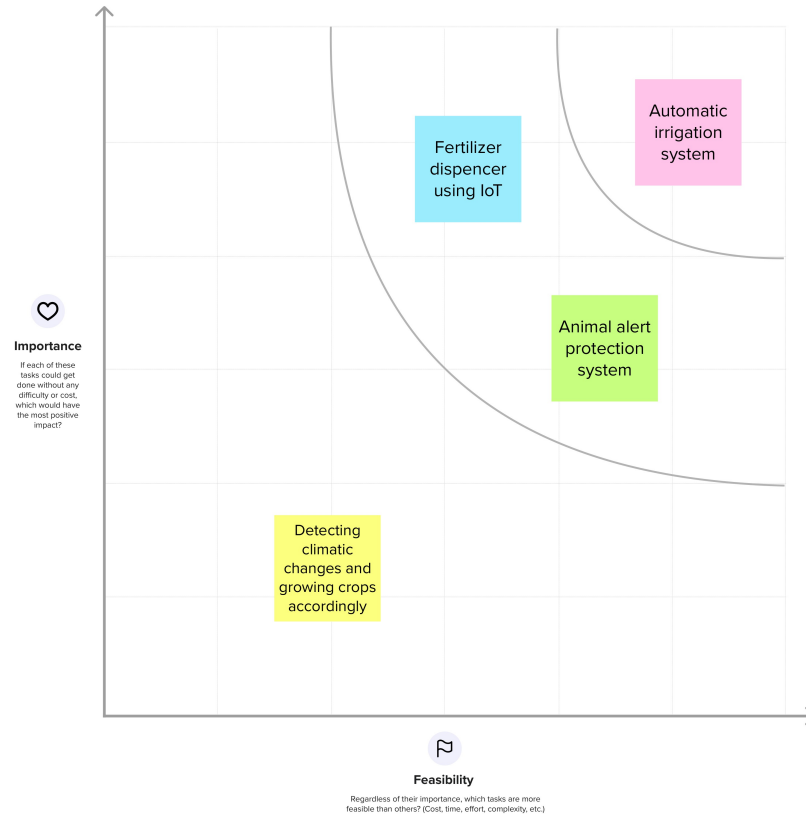 Automatic
irrigation
system
Fertilizer
dispencer
using IoT
Animal alert
protection
system
Importance
If each of these
tasks could get
done without any
difficulty or cost,
which would have
the most positive
impact?
Detecting
climatic
changes and
growing crops
accordingly
Feasibility
Regardless of their importance, which tasks are more
feasible than others? (Cost, time, effort, complexity, etc.)